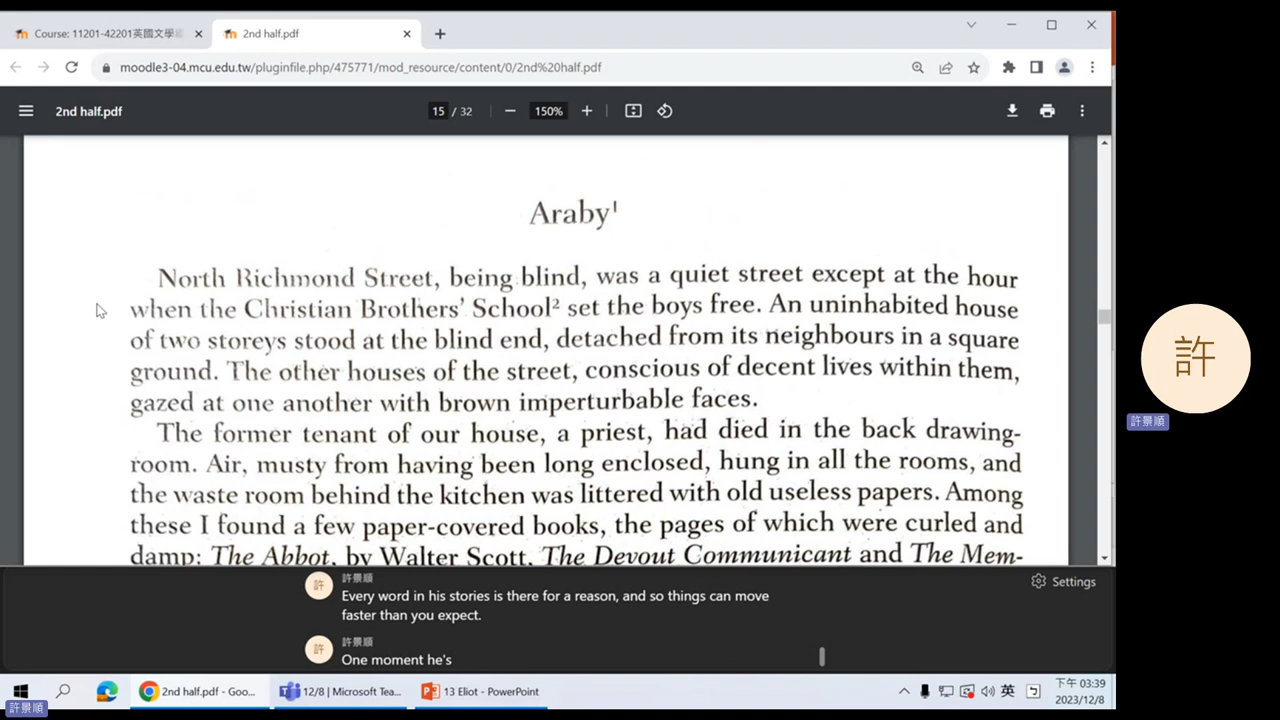 Course: 11201-42201英國文學
2nd half.pdf
moodle3-04.mcu.edu.tw/pluginfile.php/475771/mod_resource/content/0/2nd%20half.pdf
2nd half.pdf
15 / 32
150%
Araby¹
North Richmond Street, being blind, was a quiet street except at the hour
when the Christian Brothers' School² set the boys free. An uninhabited house
of two storeys stood at the blind end, detached from its neighbours in a square
ground. The other houses of the street, conscious of decent lives within them,
gazed at one another with brown imperturbable faces.
The former tenant of our house, a priest, had died in the back drawing-
room. Air, musty from having been long enclosed, hung in all the rooms, and
the waste room behind the kitchen was littered with old useless papers. Among
these I found a few paper-covered books, the pages of which were curled and
damp: The Abbot, by Walter Scott, The Devout Communicant and The Mem-
許
許景順
許
許景順
Every word in his stories is there for a reason, and so things can move
faster than you expect.
許
許景順
One moment he's
Settings
2nd half.pdf - Goo...
12/8 | Microsoft Tea...
13 Eliot - PowerPoint
英
下午 03:39
2023/12/8
許景順